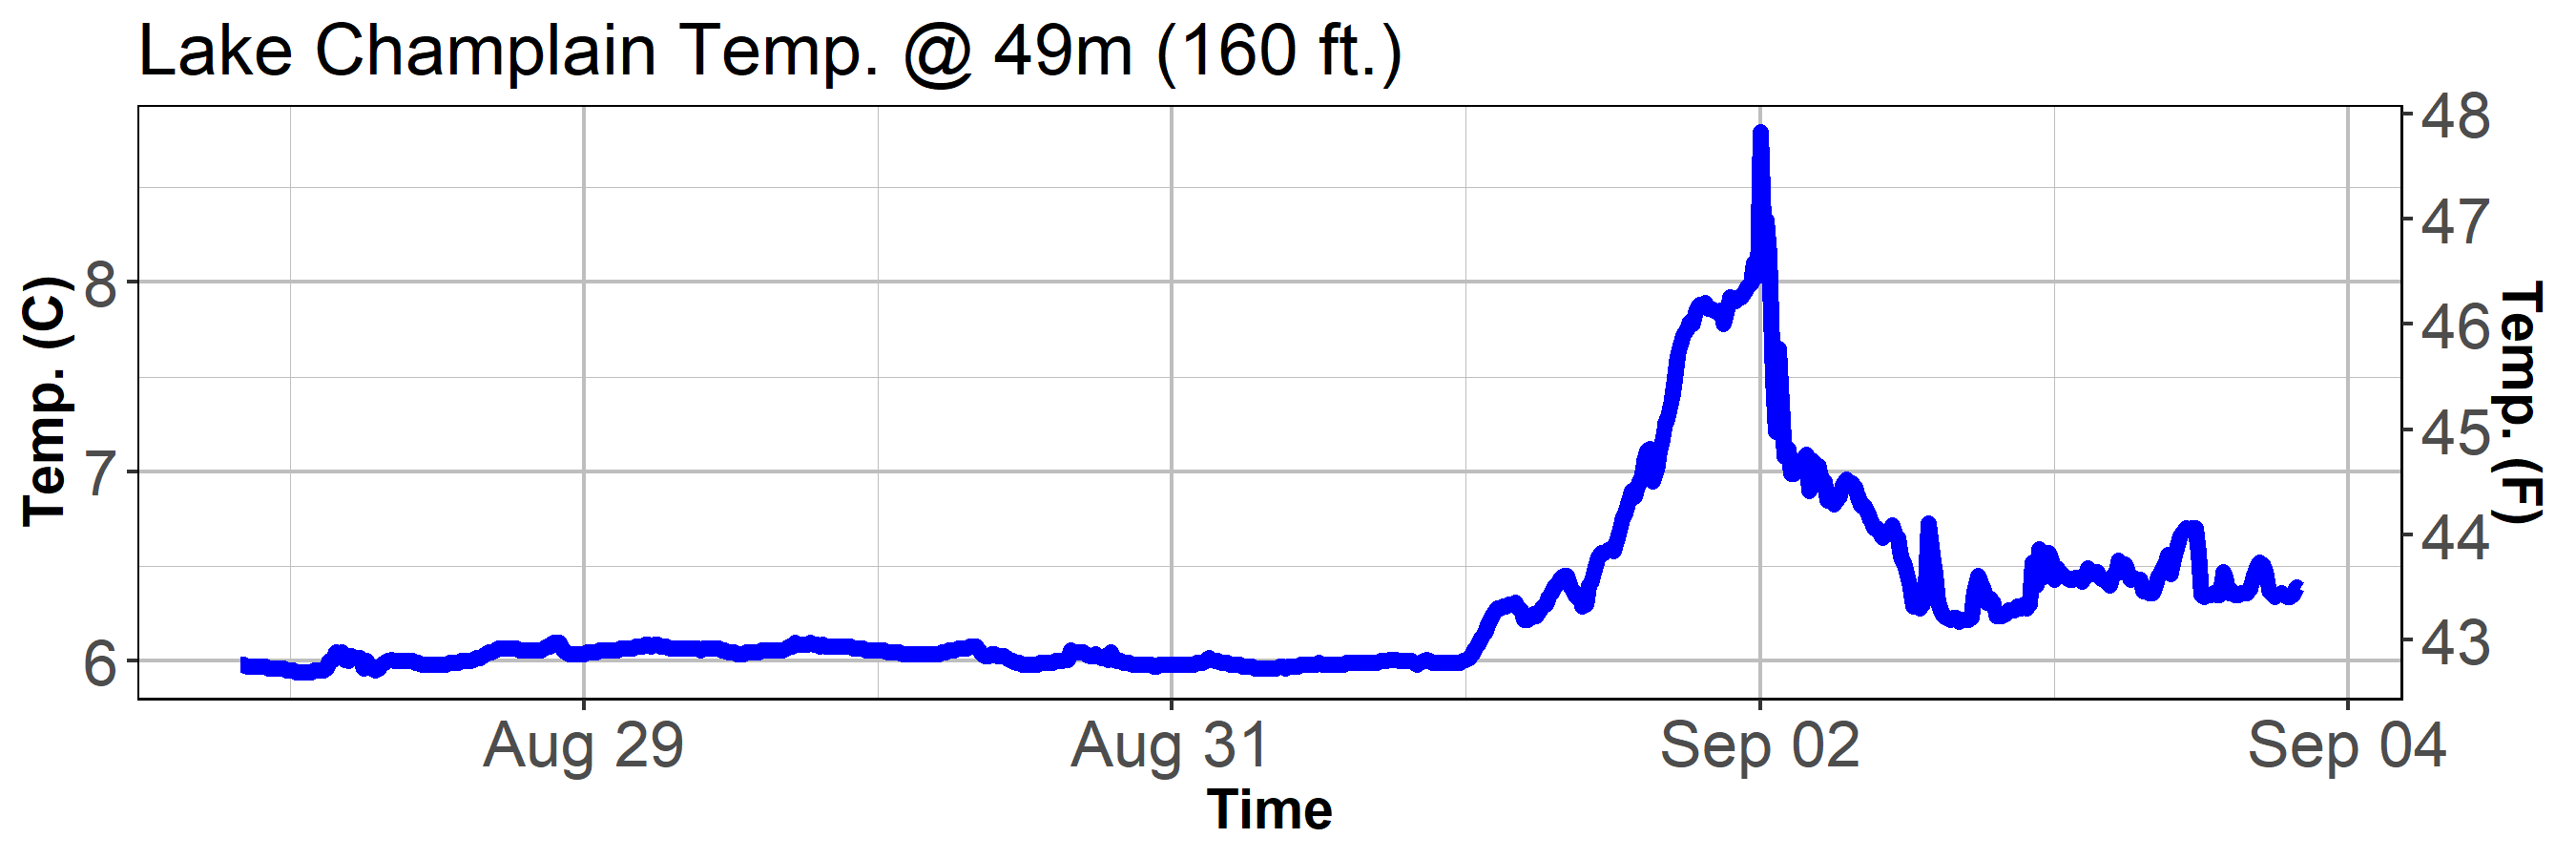 Lake Champlain Temp. @ 49m (160 ft.)
Temp. (C)
8
7
6
48
47
46
45
44
43
Temp. (F)
Aug 29
Aug 31
Sep 02
Sep 04
Time